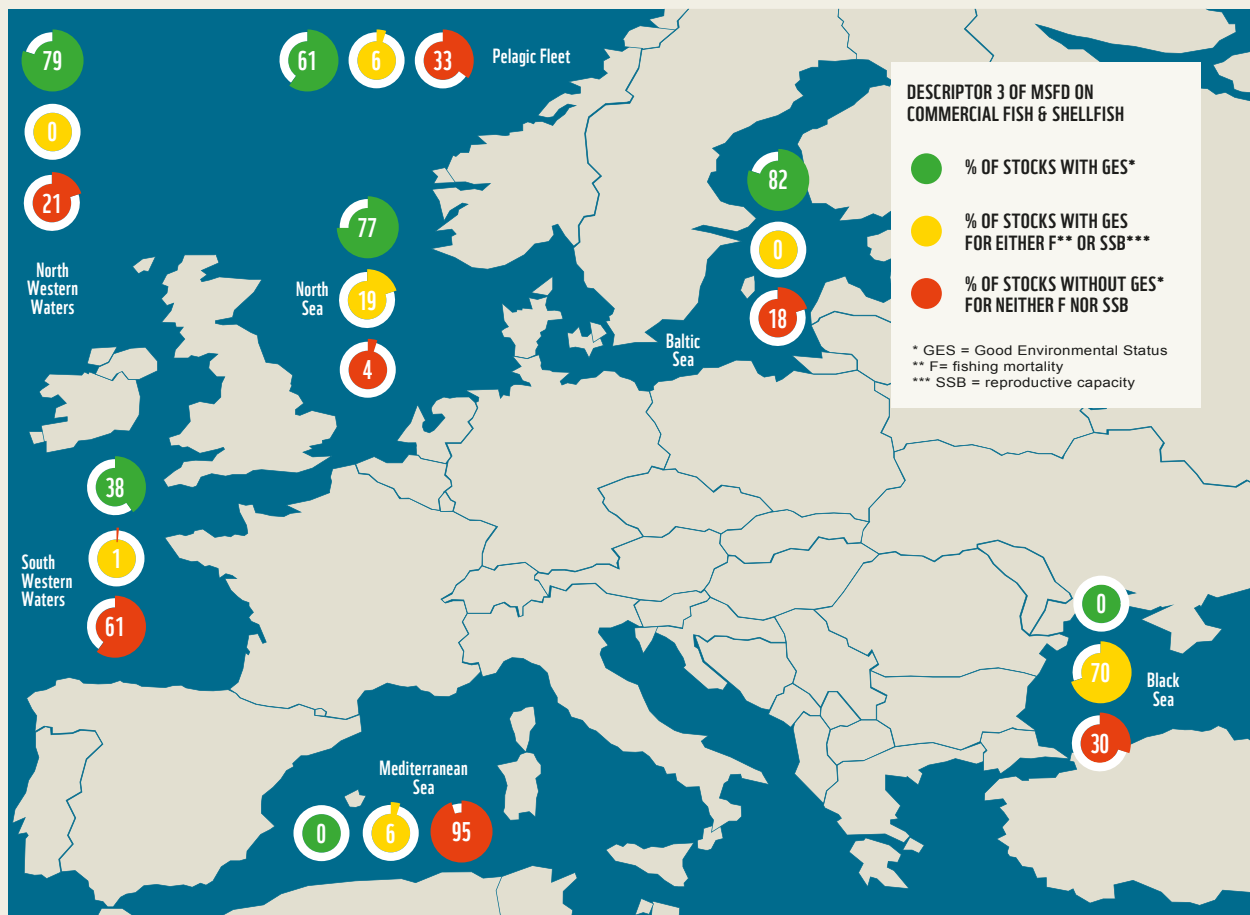 79
0
21
North
Western
Waters
61
6
33
Pelagic Fleet
77
19
4
North
Sea
82
0
18
Baltic
Sea
DESCRIPTOR 3 OF MSFD ON
COMMERCIAL FISH & SHELLFISH
% OF STOCKS WITH GES*
% OF STOCKS WITH GES
FOR EITHER F** OR SSB***
% OF STOCKS WITHOUT GES*
FOR NEITHER F NOR SSB
* GES = Good Environmental Status
** F= fishing mortality
*** SSB = reproductive capacity
38
1
61
South
Western
Waters
0
70
30
Black
Sea
Mediterranean
Sea
0
6
95